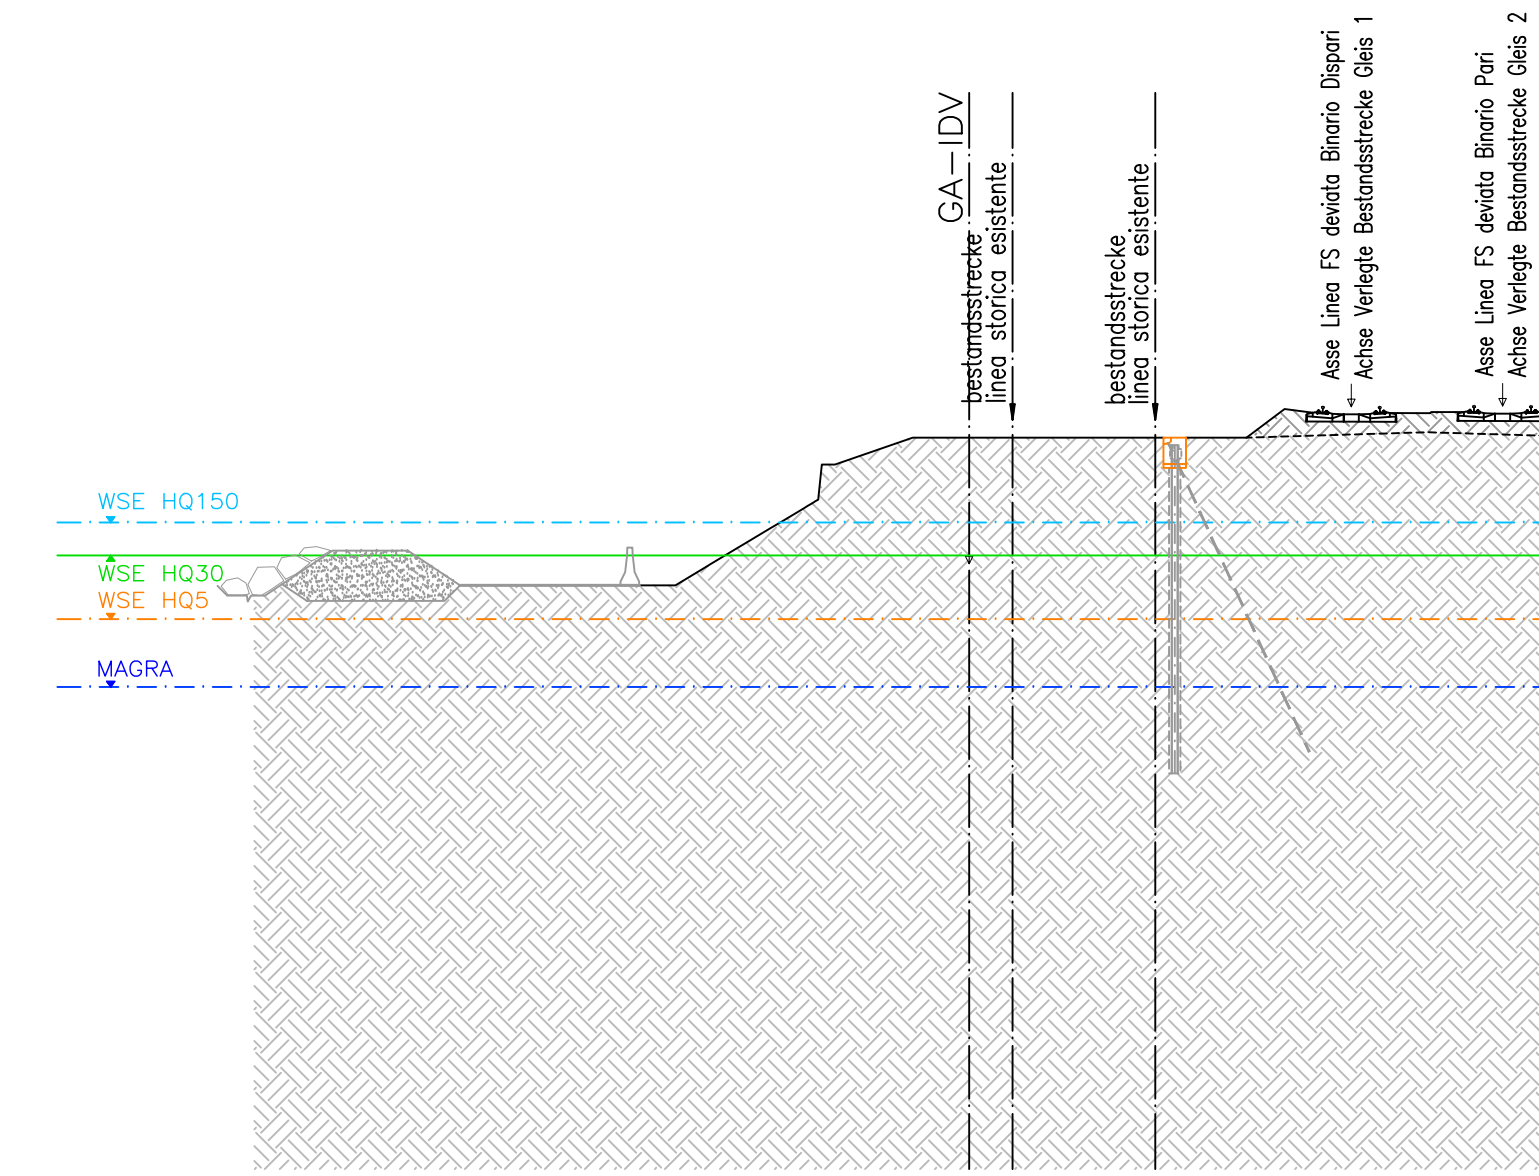 GA-IDV
bestandsstrecke
linea storica esistente
bestandsstrecke
linea storica esistente
Asse Linea FS deviata Binario Dispari
Achse Verlegte Bestandsstrecke Gleis 1
Asse Linea FS deviata Binario Pari
Achse Verlegte Bestandsstrecke Gleis 2
WSE HQ150
WSE HQ30
WSE HQ5
MAGRA